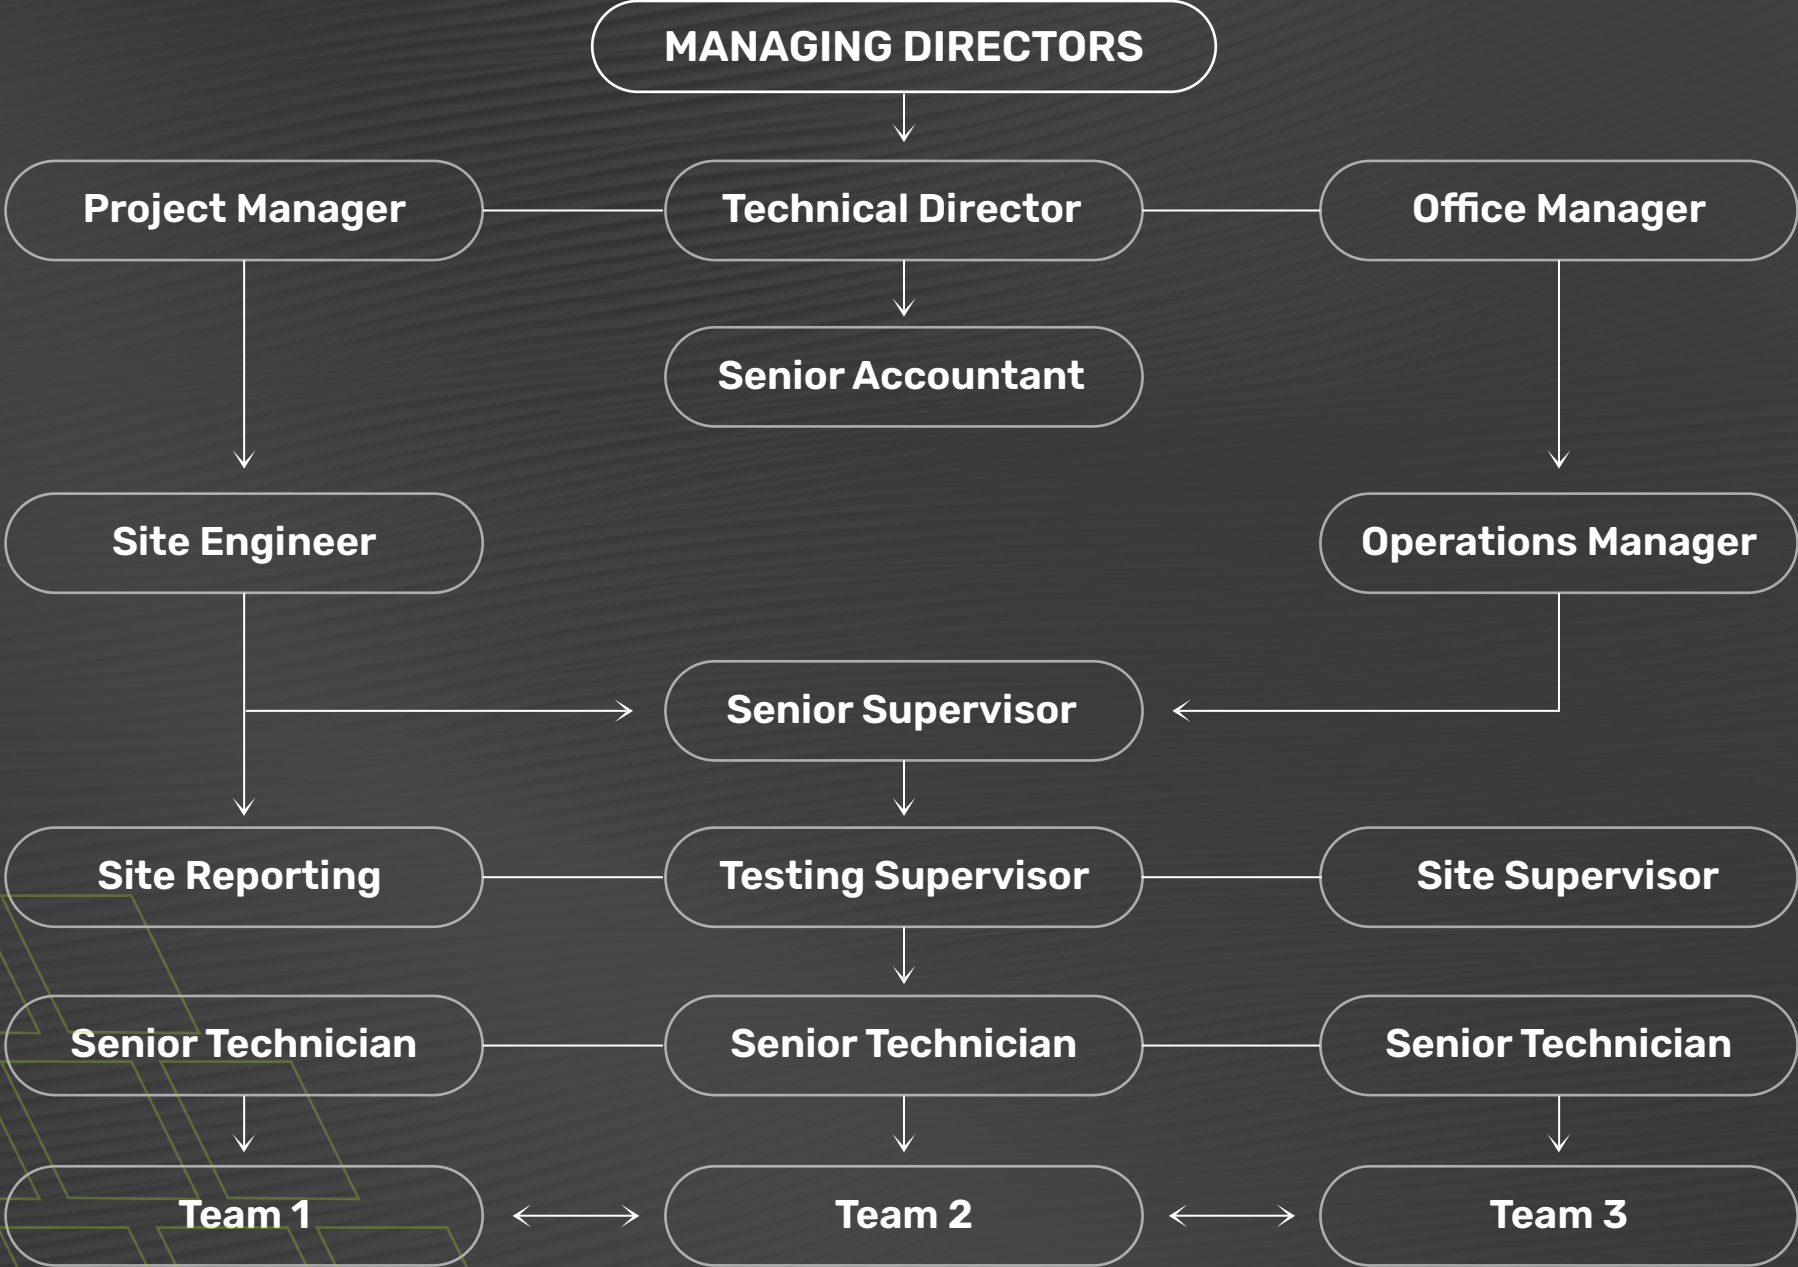 MANAGING DIRECTORS
Project Manager
Technical Director
Office Manager
Senior Accountant
Site Engineer
Operations Manager
Senior Supervisor
Site Reporting
Testing Supervisor
Site Supervisor
Senior Technician
Senior Technician
Senior Technician
Team 1
Team 2
Team 3